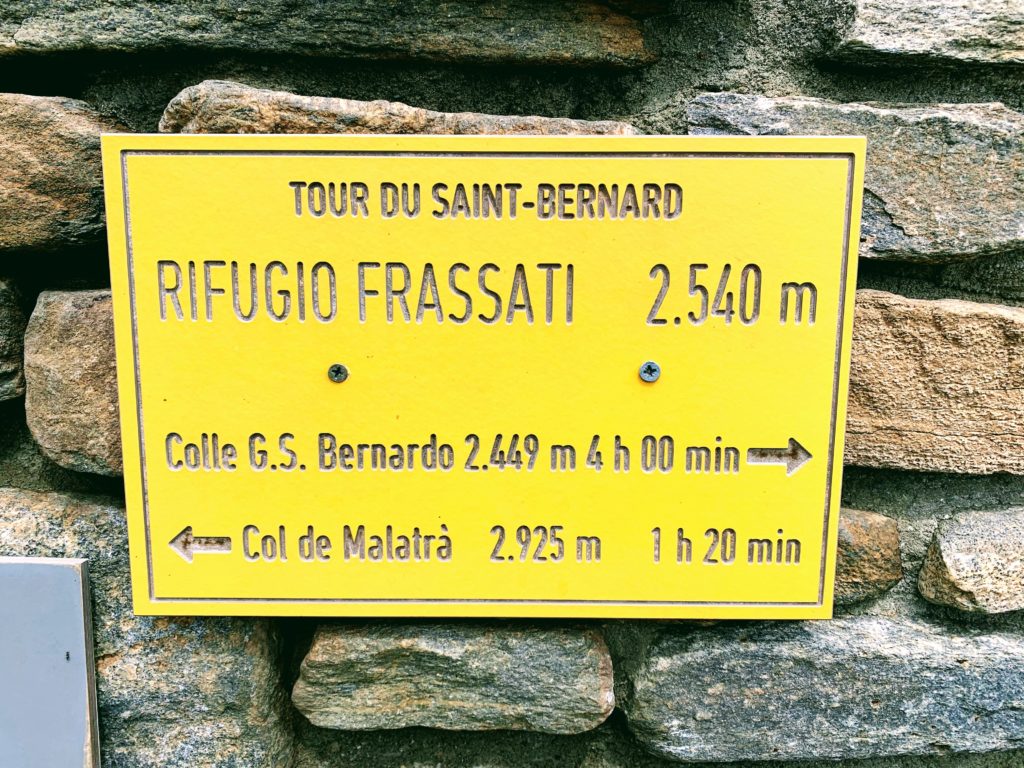 TOUR DU SAINT-BERNARD
RIFUGIO FRASSATI 2.540 m
Colle G.S. Bernardo 2.449 m 4 h 00 min →
← Col de Malatrà 2.925 m 1 h 20 min